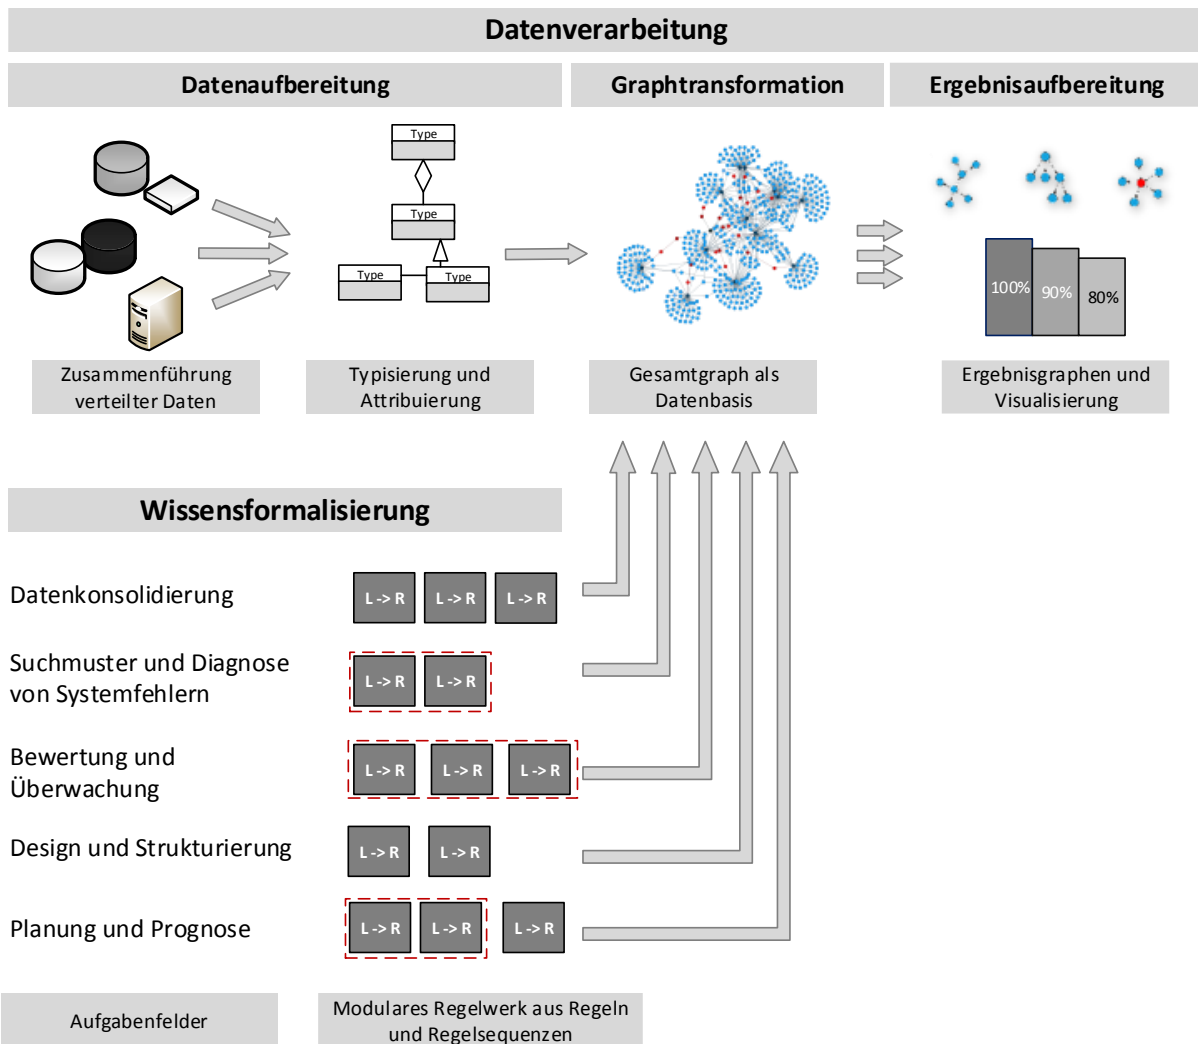 Datenverarbeitung
Datenaufbereitung
Graphtransformation
Ergebnisaufbereitung
Type
Type
Type
Type
100%
90%
80%
Zusammenführung
verteilter Daten
Typisierung und
Attribuierung
Gesamtgraph als
Datenbasis
Ergebnisgraphen und
Visualisierung
Wissensformalisierung
Datenkonsolidierung
L -> R
L -> R
L -> R
Suchmuster und Diagnose
von Systemfehlern
L -> R
L -> R
Bewertung und
Überwachung
L -> R
L -> R
L -> R
Design und Strukturierung
L -> R
L -> R
Planung und Prognose
L -> R
L -> R
L -> R
Aufgabenfelder
Modulares Regelwerk aus Regeln
und Regelsequenzen